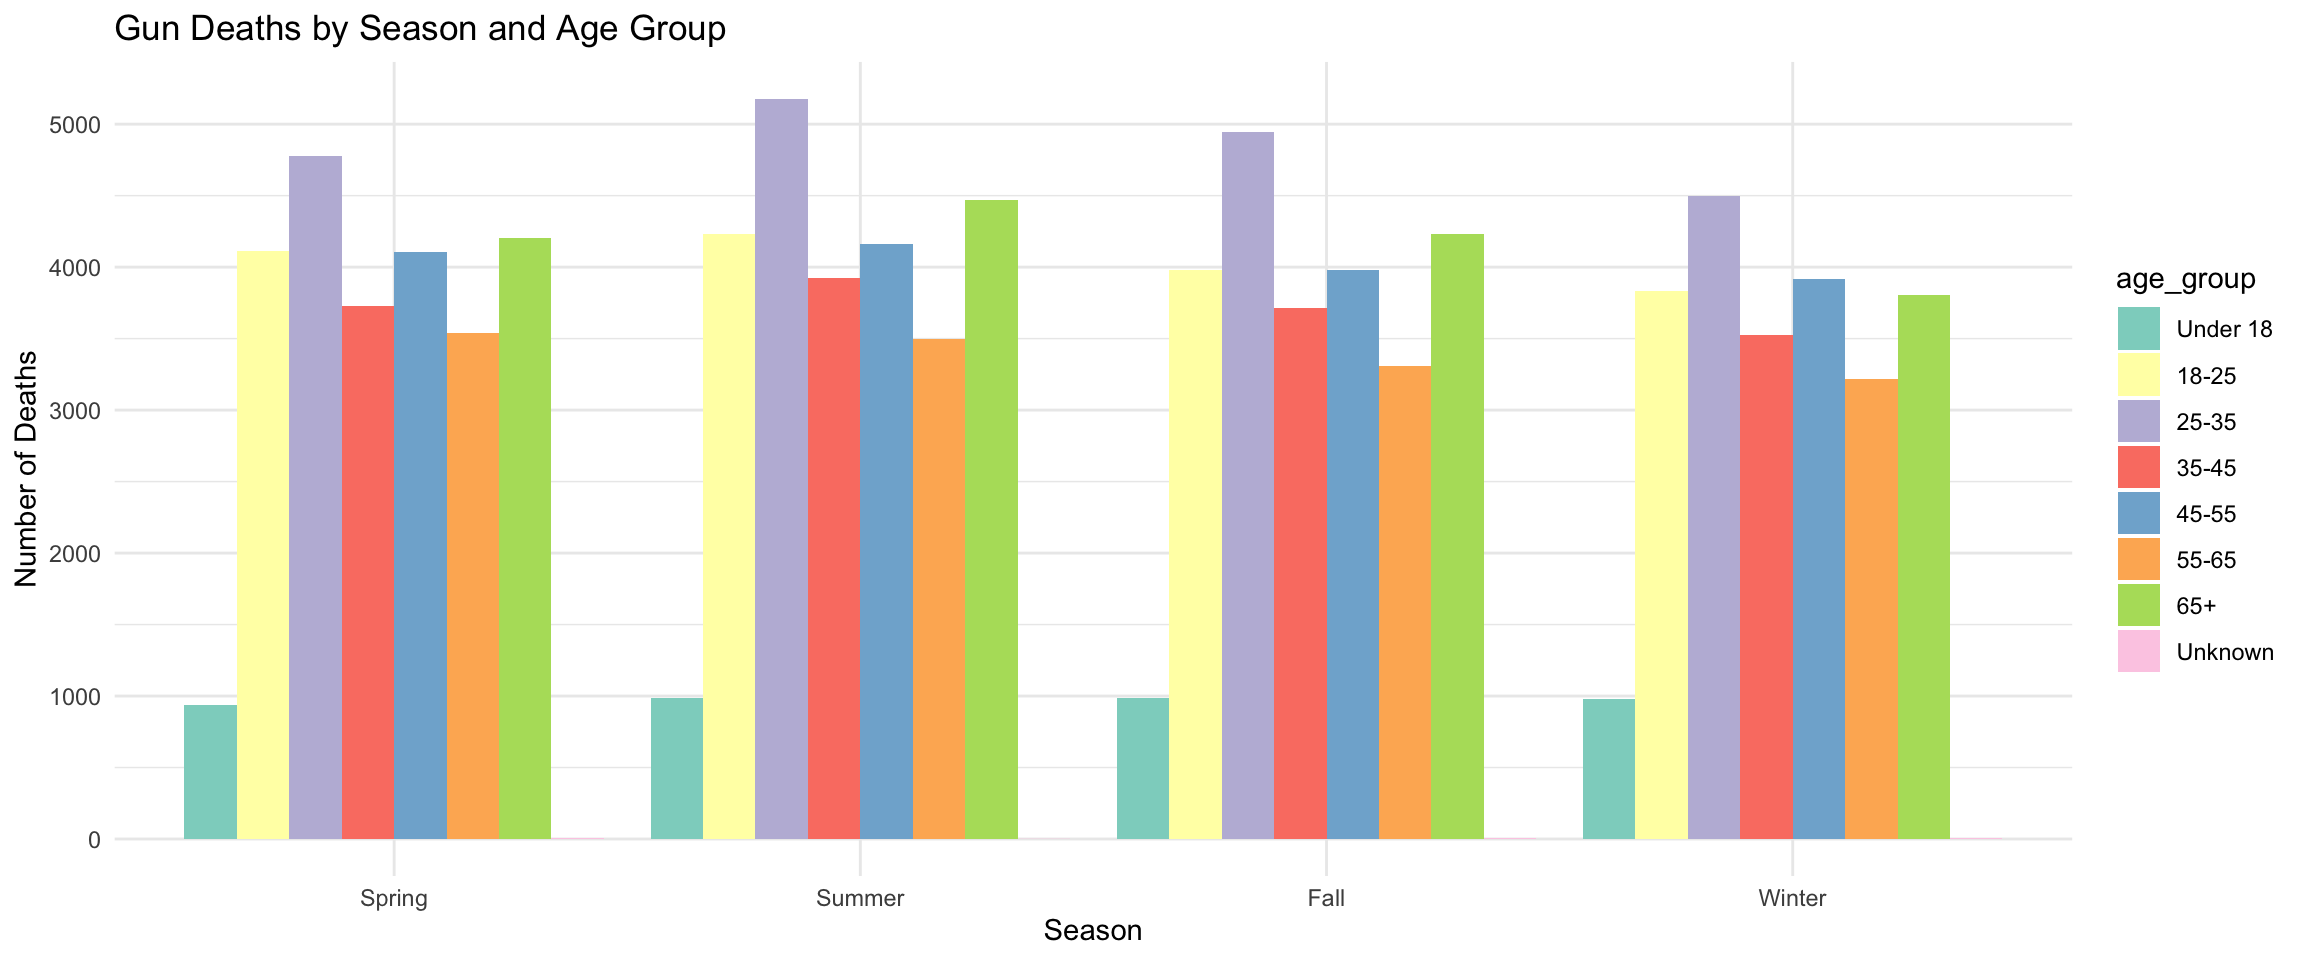 Gun Deaths by Season and Age Group
Number of Deaths
5000
4000
3000
2000
1000
0
Spring
Summer
Fall
Winter
Season
age_group
Under 18
18-25
25-35
35-45
45-55
55-65
65+
Unknown